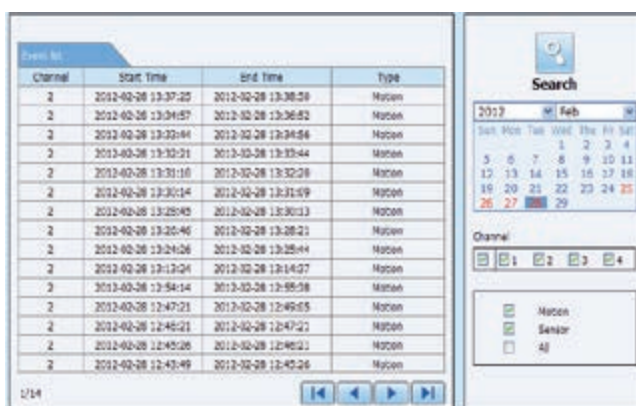 Event list
Channel Start Time End Time Type
2 2012-02-28 13:37:25 2012-02-28 13:38:50 Motion
2 2012-02-28 13:34:57 2012-02-28 13:36:52 Motion
2 2012-02-28 13:33:44 2012-02-28 13:34:56 Motion
2 2012-02-28 13:32:21 2012-02-28 13:33:44 Motion
2 2012-02-28 13:31:10 2012-02-28 13:32:20 Motion
2 2012-02-28 13:30:14 2012-02-28 13:31:09 Motion
2 2012-02-28 13:28:45 2012-02-28 13:30:13 Motion
2 2012-02-28 13:26:46 2012-02-28 13:28:21 Motion
2 2012-02-28 13:24:26 2012-02-28 13:25:44 Motion
2 2012-02-28 13:13:24 2012-02-28 13:14:37 Motion
2 2012-02-28 12:54:14 2012-02-28 12:55:38 Motion
2 2012-02-28 12:47:21 2012-02-28 12:49:05 Motion
2 2012-02-28 12:46:21 2012-02-28 12:47:21 Motion
2 2012-02-28 12:45:26 2012-02-28 12:46:21 Motion
2 2012-02-28 12:43:49 2012-02-28 12:45:26 Motion
1/14
Search
2012 Feb
Sun Mon Tue Wed Thu Fri Sat
1 2 3 4
5 6 7 8 9 10 11
12 13 14 15 16 17 18
19 20 21 22 23 24 25
26 27 28 29
Channel
1 2 3 4
Motion
Sensor
All